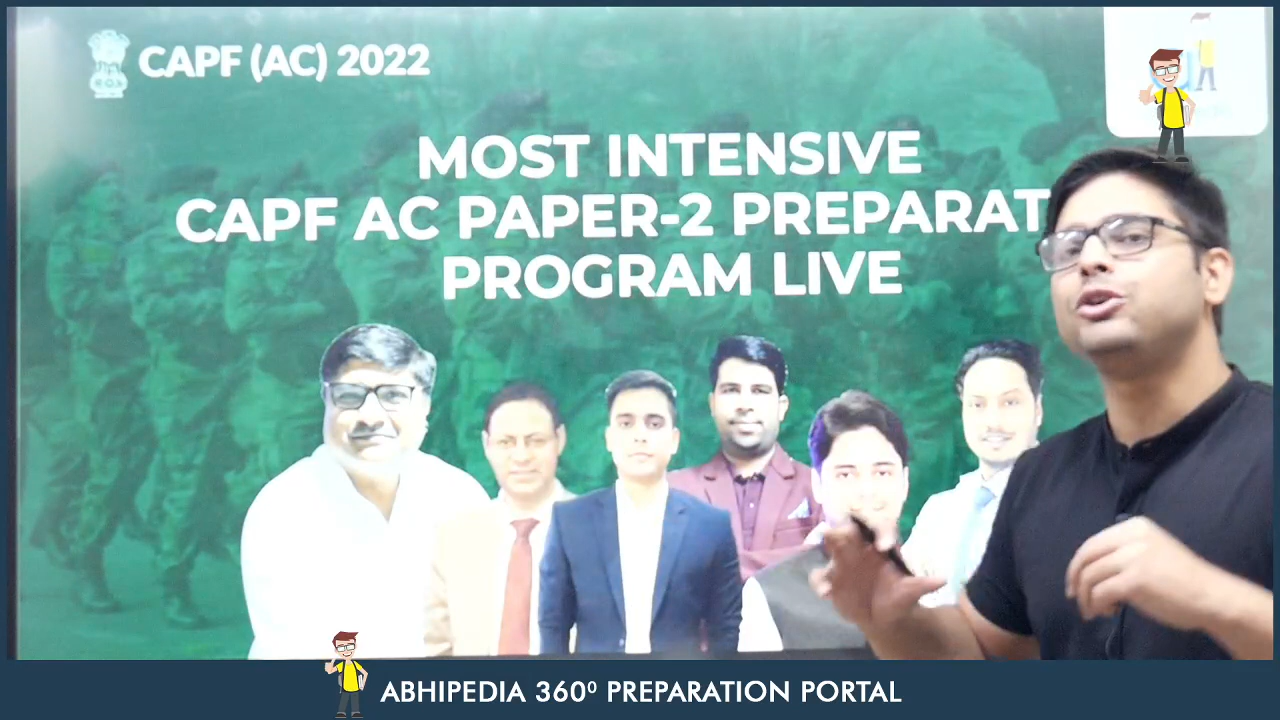 CAPF (AC) 2022
MOST INTENSIVE
CAPF AC PAPER-2 PREPARAT
PROGRAM LIVE
ABHIPEDIA 360⁰ PREPARATION PORTAL